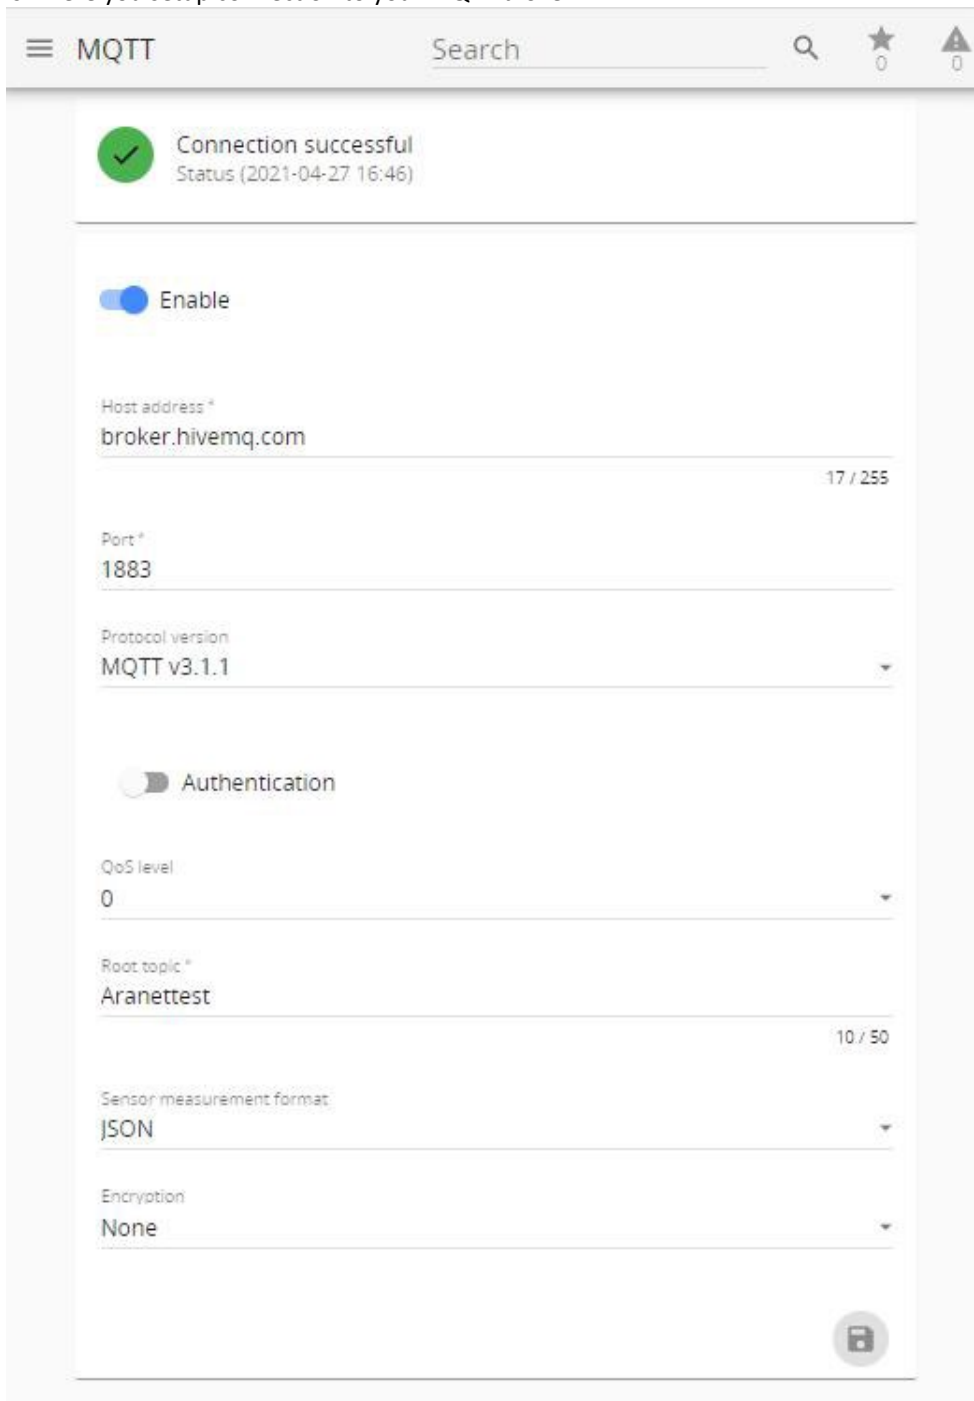 MQTT
Search
0
0
Connection successful
Status (2021-04-27 16:46)
Enable
Host address *
broker.hivemq.com
17 / 255
Port *
1883
Protocol version
MQTT v3.1.1
Authentication
QoS level
0
Root topic *
Aranettest
10 / 50
Sensor measurement format
JSON
Encryption
None